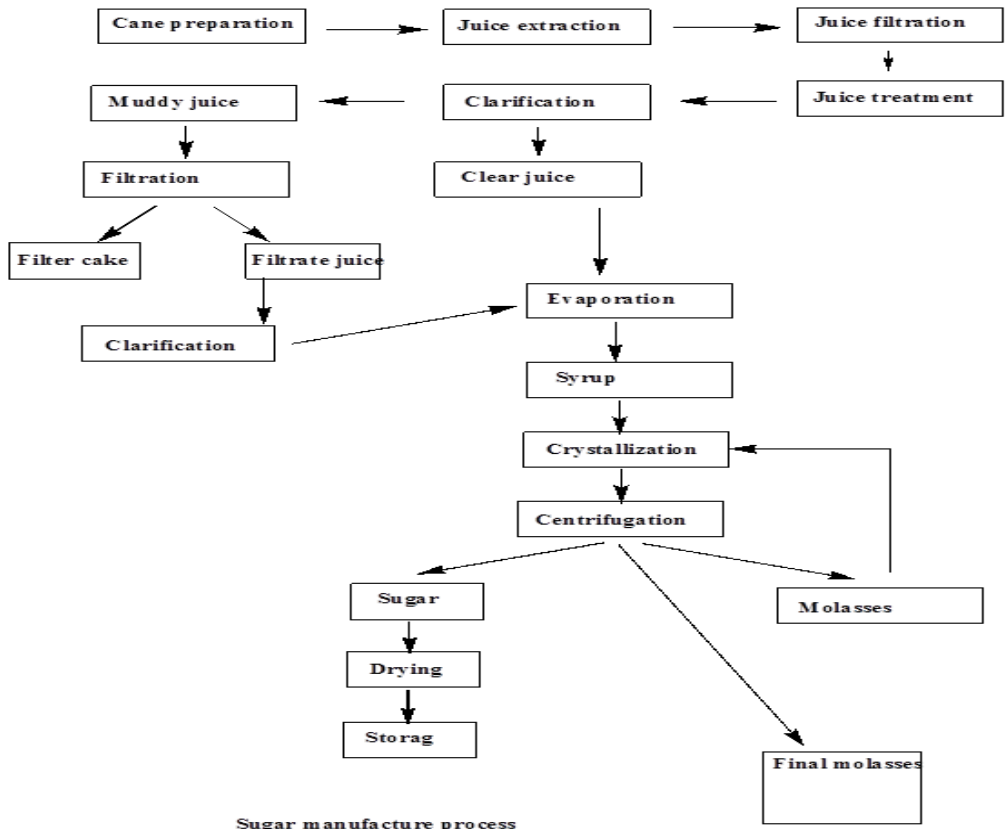 Cane preparation
Juice extraction
Juice filtration
Muddy juice
Clarification
Juice treatment
Filtration
Clear juice
Filter cake
Filtrate juice
Evaporation
Clarification
Syrup
Crystallization
Centrifugation
Sugar
Molasses
Drying
Storag
Final molasses
Sugar manufacture process